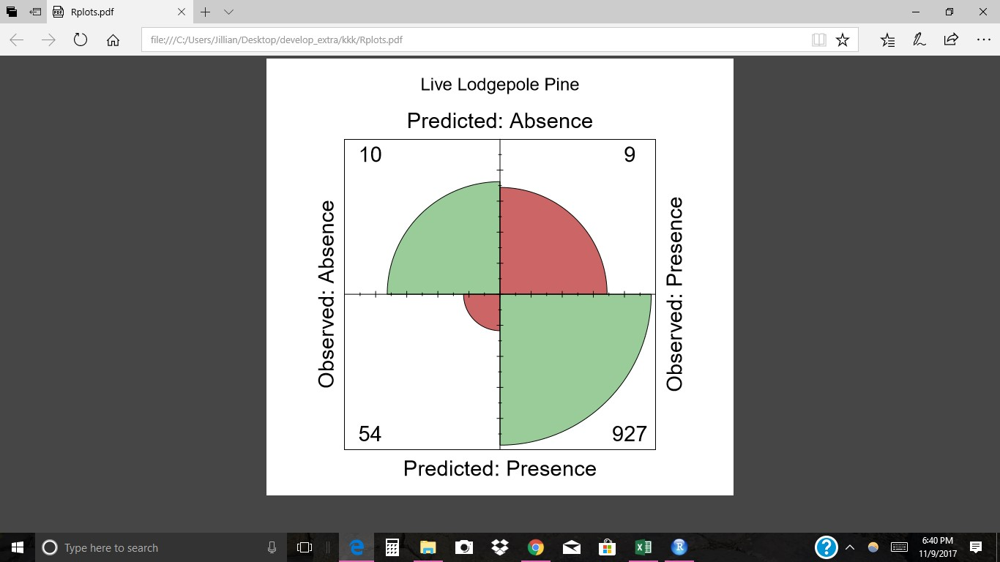 Rplots.pdf
file:///C:/Users/Jillian/Desktop/develop_extra/kkk/Rplots.pdf
Live Lodgepole Pine
Predicted: Absence
10
9
Observed: Absence
Observed: Presence
54
927
Predicted: Presence
Type here to search
6:40 PM
11/9/2017